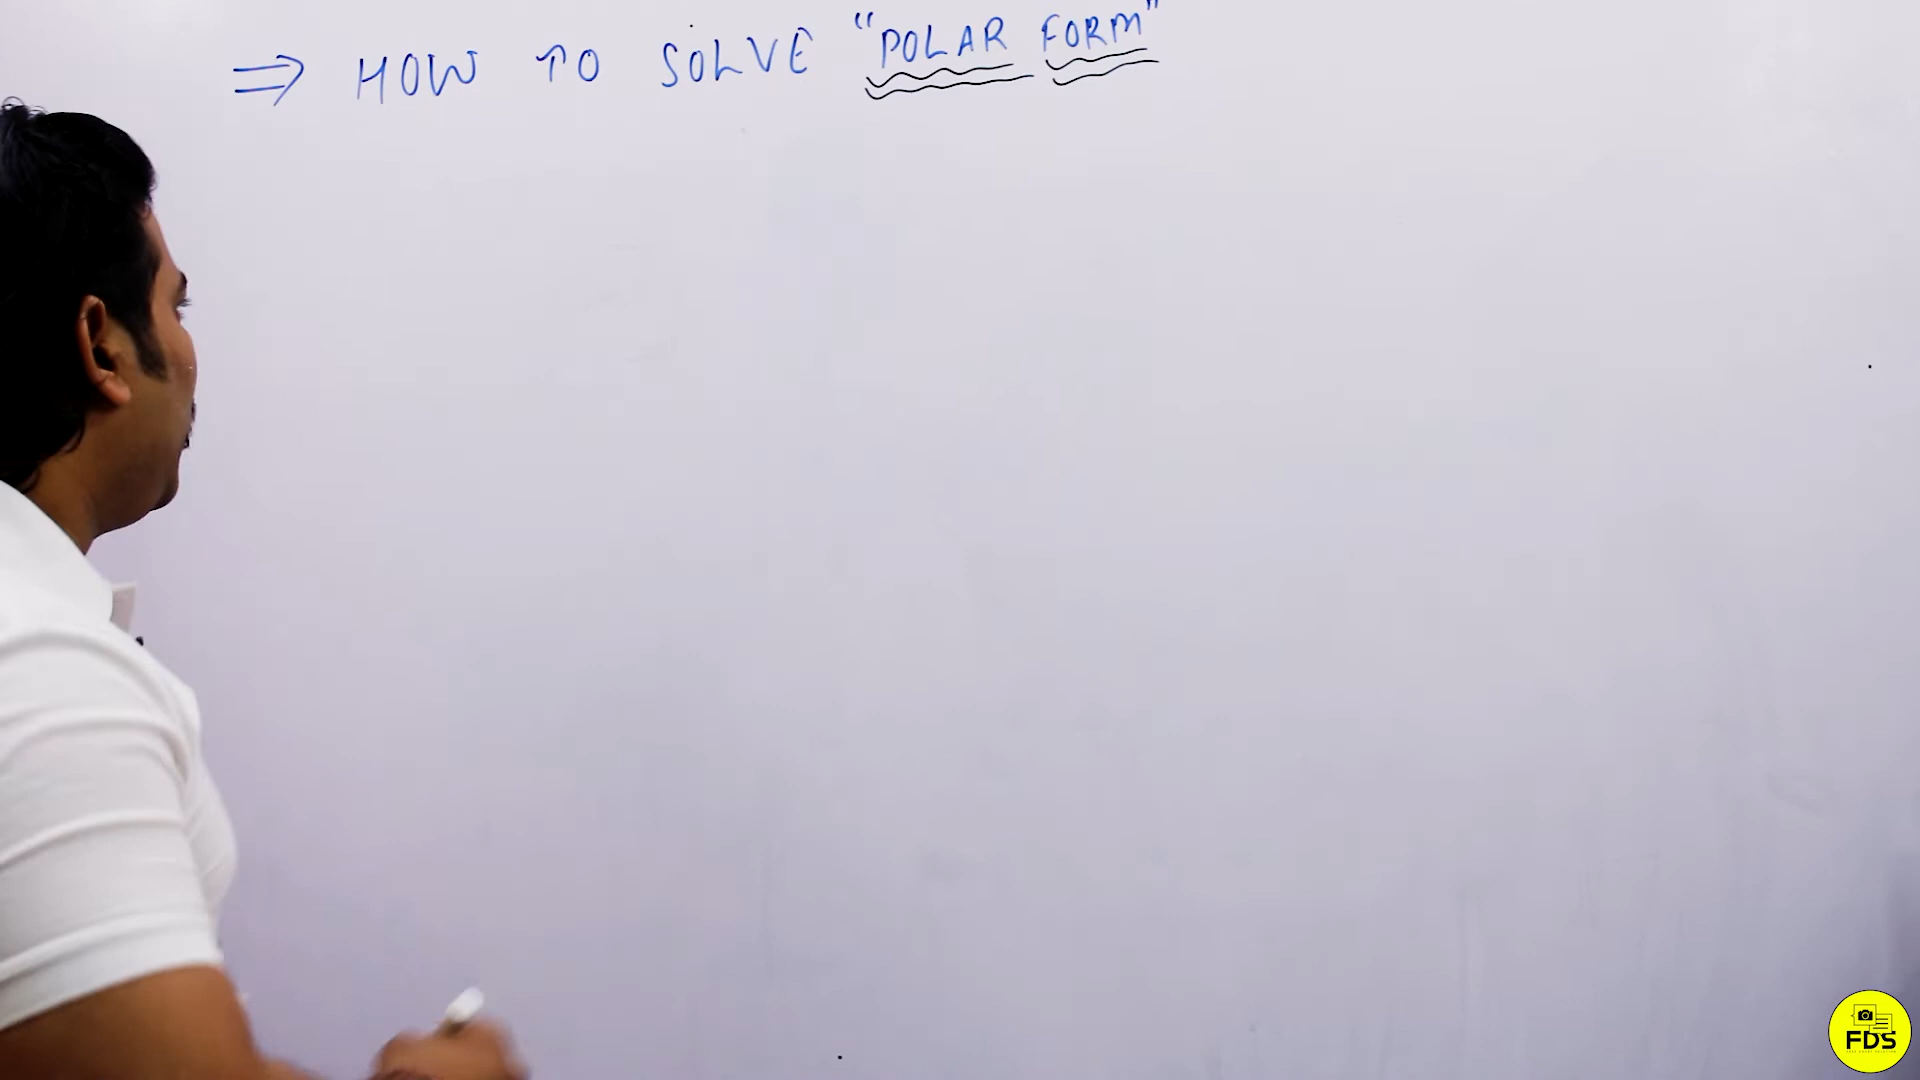 ⇒ HOW TO SOLVE "POLAR FORM"
FDS